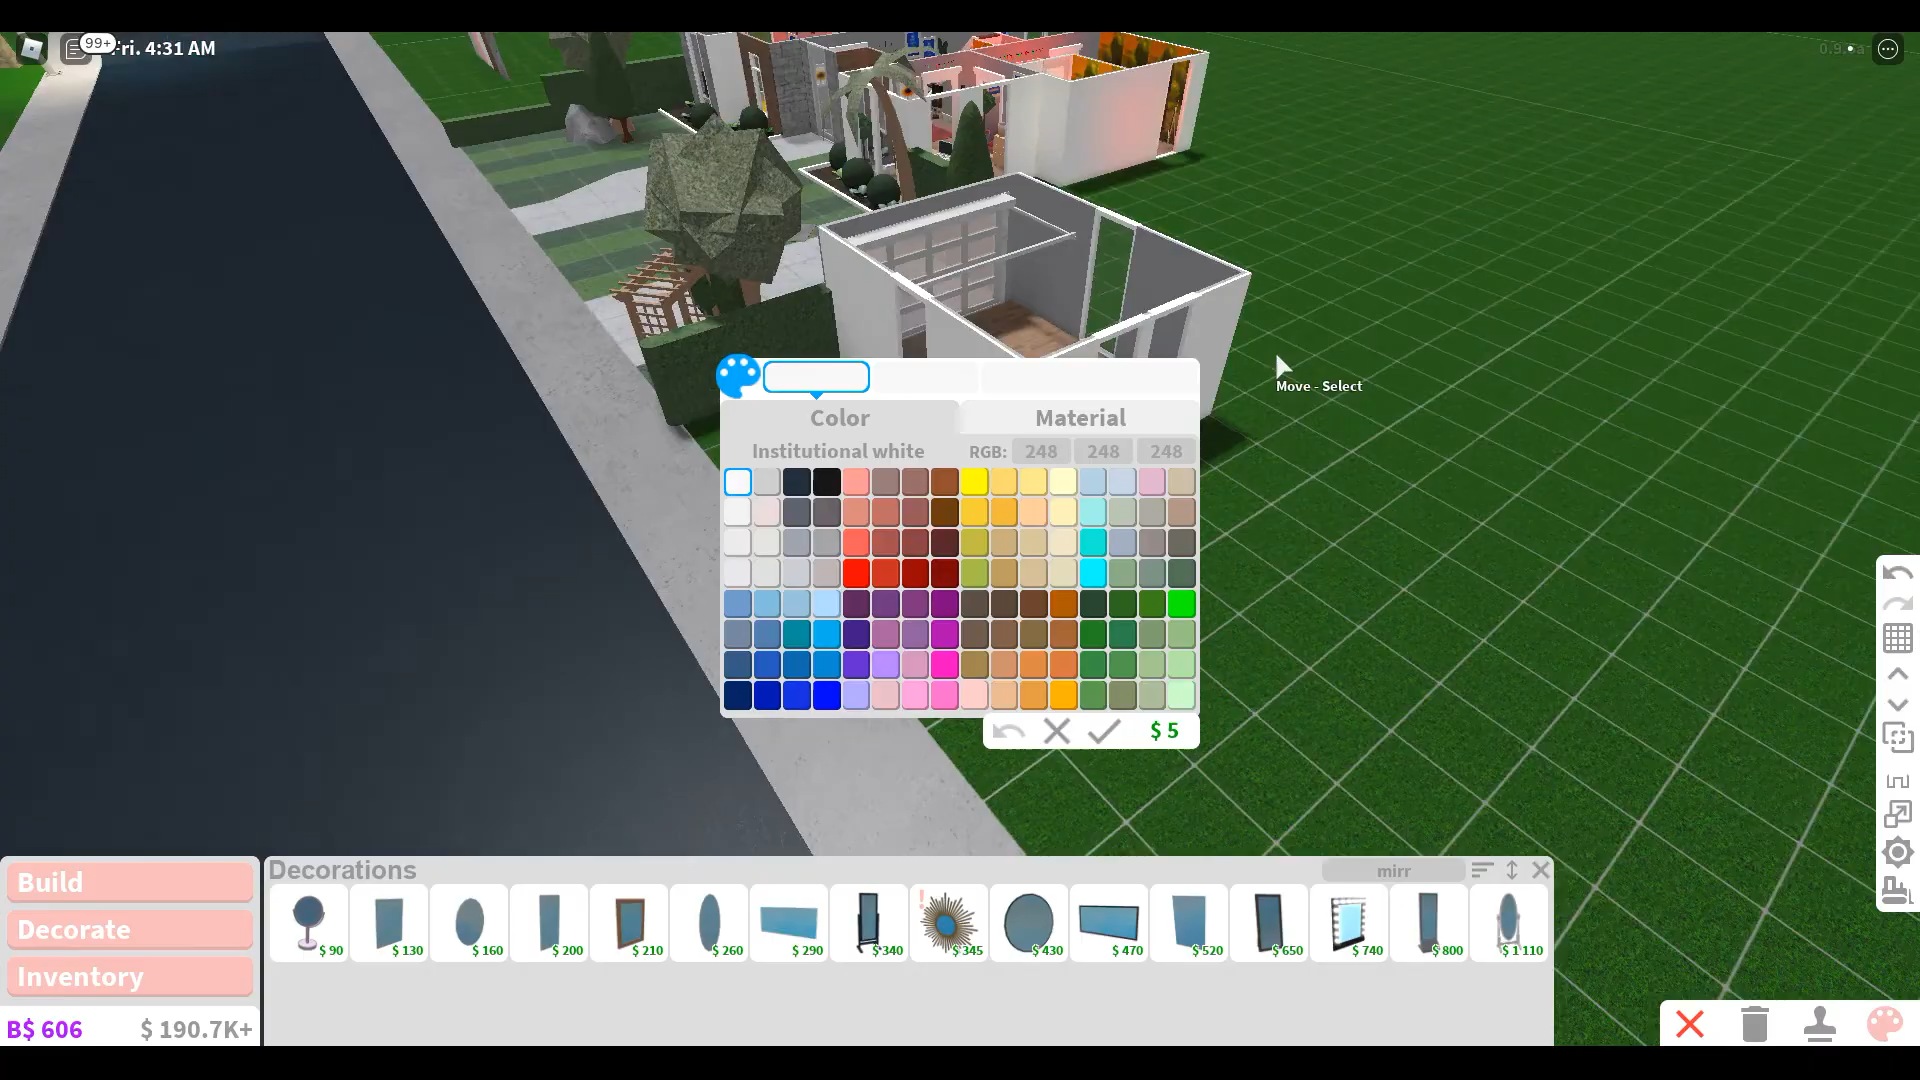 99+
Fri. 4:31 AM
Move - Select
Color
Material
Institutional white
RGB: 248 248 248
$ 5
Build
Decorate
Inventory
B$ 606
$ 190.7K+
Decorations
mirr
$ 90
$ 130
$ 160
$ 200
$ 210
$ 260
$ 290
$ 340
$ 345
$ 430
$ 470
$ 520
$ 650
$ 740
$ 800
$ 1 110